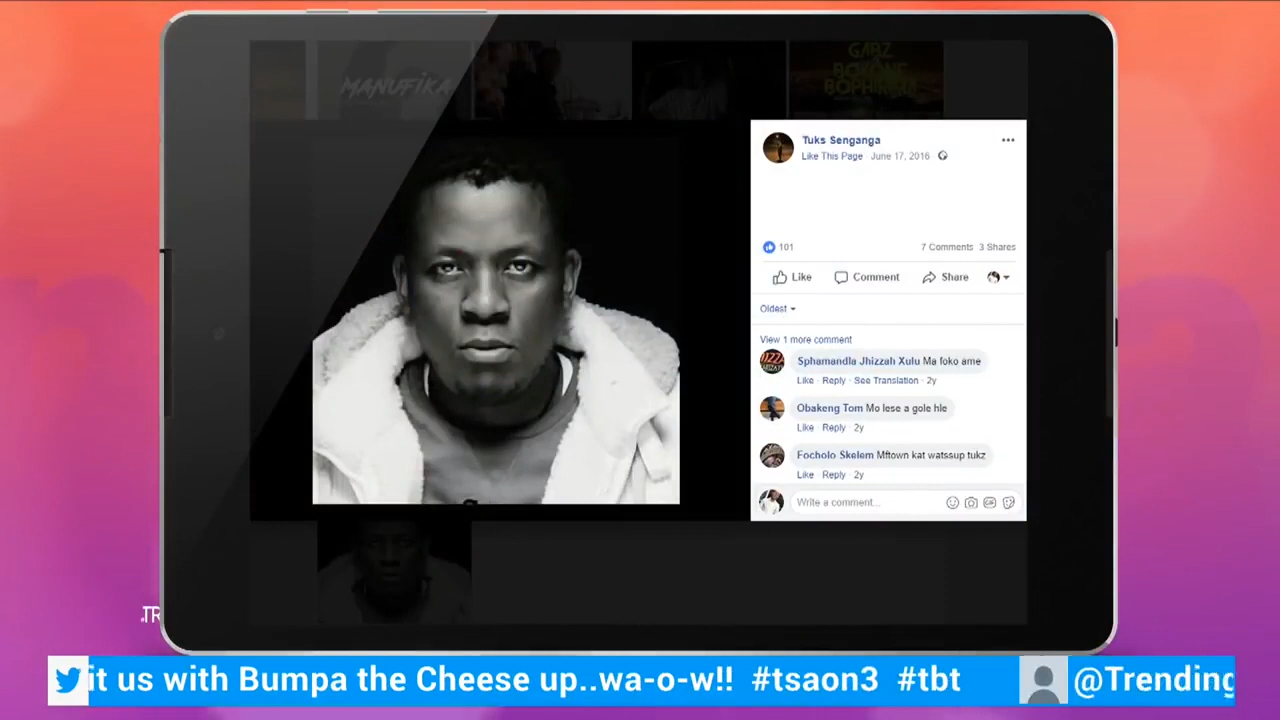 MANUFIKA
GABZ
BOKONE
BOPHIRIMA
Tuks Senganga
Like This Page June 17, 2016
101
7 Comments 3 Shares
Like Comment Share
Oldest
View 1 more comment
Sphamandla Jhizzah Xulu Ma foko ame
Like · Reply · See Translation · 2y
Obakeng Tom Mo lese a gole hle
Like · Reply · 2y
Focholo Skelem Mftown kat watssup tukz
Like · Reply · 2y
Write a comment...
GIF
.TR
it us with Bumpa the Cheese up..wa-o-w!! #tsaon3 #tbt
@Trending